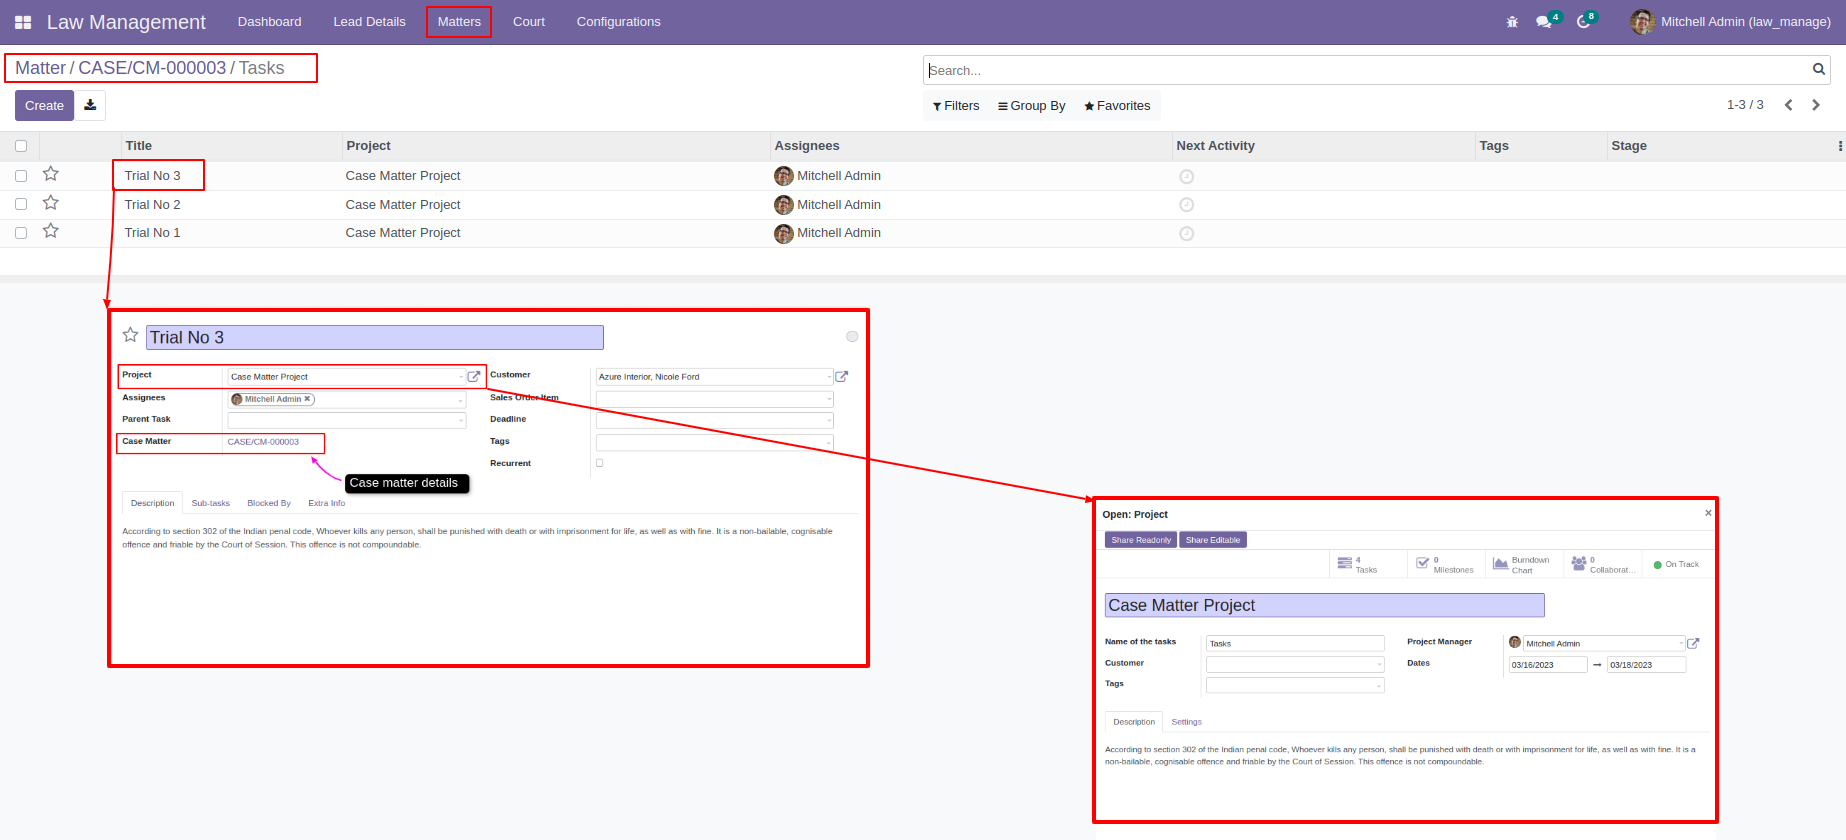 Law Management Dashboard Lead Details Matters Court Configurations 4 8 Mitchell Admin (law_manage)
Matter / CASE/CM-000003 / Tasks
Search...
Create
Filters Group By Favorites 1-3 / 3
Title Project Assignees Next Activity Tags Stage
Trial No 3 Case Matter Project Mitchell Admin
Trial No 2 Case Matter Project Mitchell Admin
Trial No 1 Case Matter Project Mitchell Admin
Trial No 3
Project Case Matter Project Customer Azure Interior, Nicole Ford
Assignees Mitchell Admin × Sales Order Item
Parent Task Deadline
Case Matter CASE/CM-000003 Tags
Recurrent
Case matter details
Description Sub-tasks Blocked By Extra Info
According to section 302 of the Indian penal code, Whoever kills any person, shall be punished with death or with imprisonment for life, as well as with fine. It is a non-bailable, cognisable
offence and friable by the Court of Session. This offence is not compoundable.
Open: Project ×
Share Readonly Share Editable
4 Tasks 0 Milestones Burndown Chart 0 Collaborat... On Track
Case Matter Project
Name of the tasks Tasks Project Manager Mitchell Admin
Customer Dates 03/16/2023 → 03/18/2023
Tags
Description Settings
According to section 302 of the Indian penal code, Whoever kills any person, shall be punished with death or with imprisonment for life, as well as with fine. It is a
non-bailable, cognisable offence and friable by the Court of Session. This offence is not compoundable.